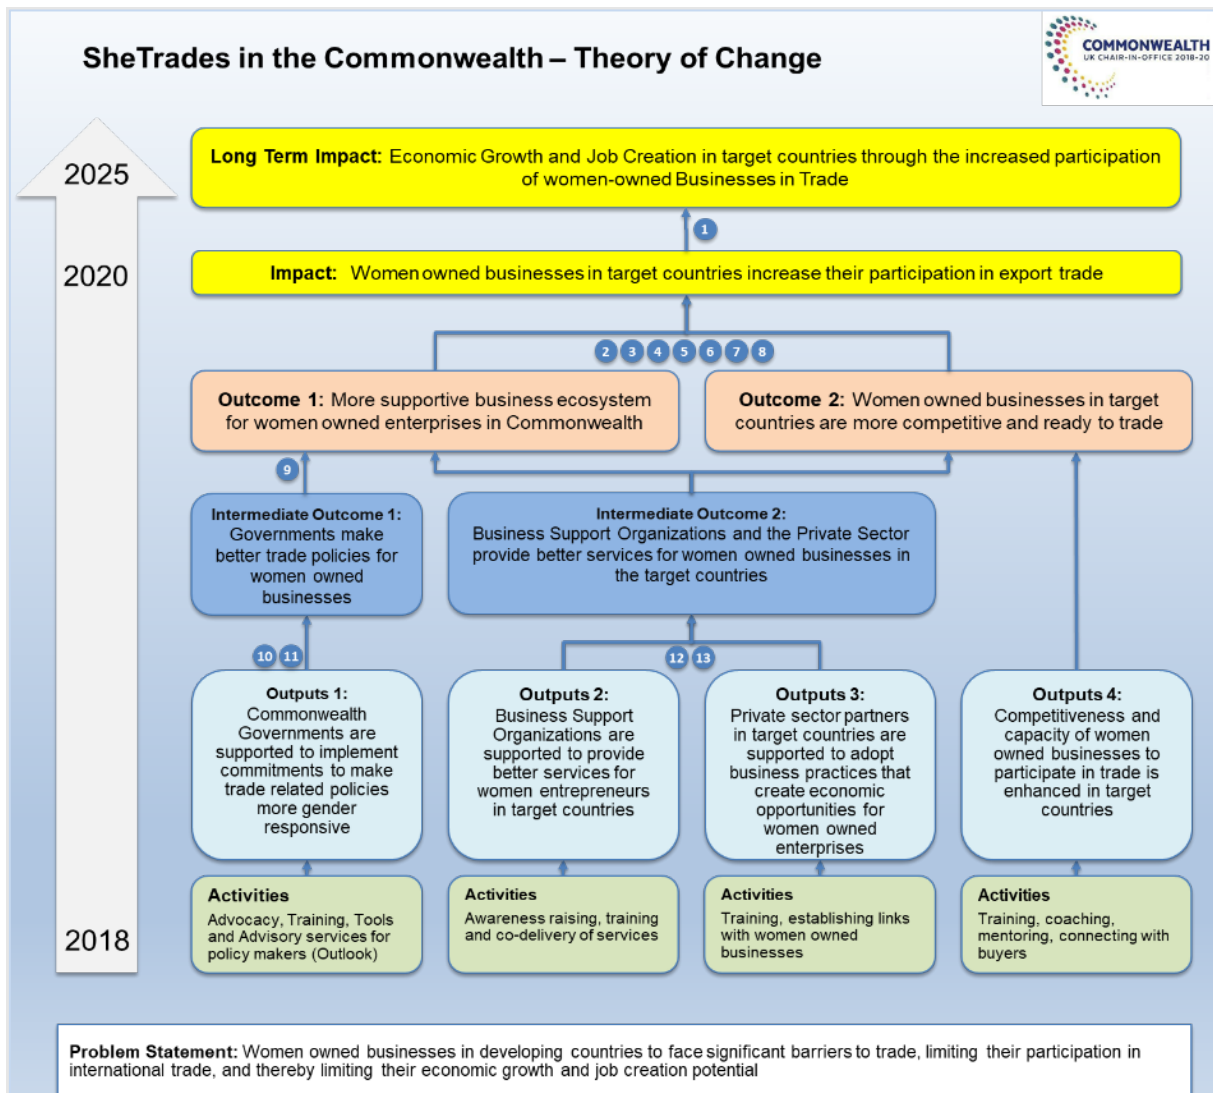 SheTrades in the Commonwealth – Theory of Change
COMMONWEALTH
UK CHAIR-IN-OFFICE 2018-20
2025
Long Term Impact: Economic Growth and Job Creation in target countries through the increased participation
of women-owned Businesses in Trade
1
2020
Impact: Women owned businesses in target countries increase their participation in export trade
2 3 4 5 6 7 8
Outcome 1: More supportive business ecosystem
for women owned enterprises in Commonwealth
Outcome 2: Women owned businesses in target
countries are more competitive and ready to trade
9
Intermediate Outcome 1:
Governments make
better trade policies for
women owned
businesses
Intermediate Outcome 2:
Business Support Organizations and the Private Sector
provide better services for women owned businesses in
the target countries
10 11
12 13
Outputs 1:
Commonwealth
Governments are
supported to implement
commitments to make
trade related policies
more gender
responsive
Outputs 2:
Business Support
Organizations are
supported to provide
better services for
women entrepreneurs
in target countries
Outputs 3:
Private sector partners
in target countries are
supported to adopt
business practices that
create economic
opportunities for
women owned
enterprises
Outputs 4:
Competitiveness and
capacity of women
owned businesses to
participate in trade is
enhanced in target
countries
2018
Activities
Advocacy, Training, Tools
and Advisory services for
policy makers (Outlook)
Activities
Awareness raising, training
and co-delivery of services
Activities
Training, establishing links
with women owned
businesses
Activities
Training, coaching,
mentoring, connecting with
buyers
Problem Statement: Women owned businesses in developing countries to face significant barriers to trade, limiting their participation in
international trade, and thereby limiting their economic growth and job creation potential